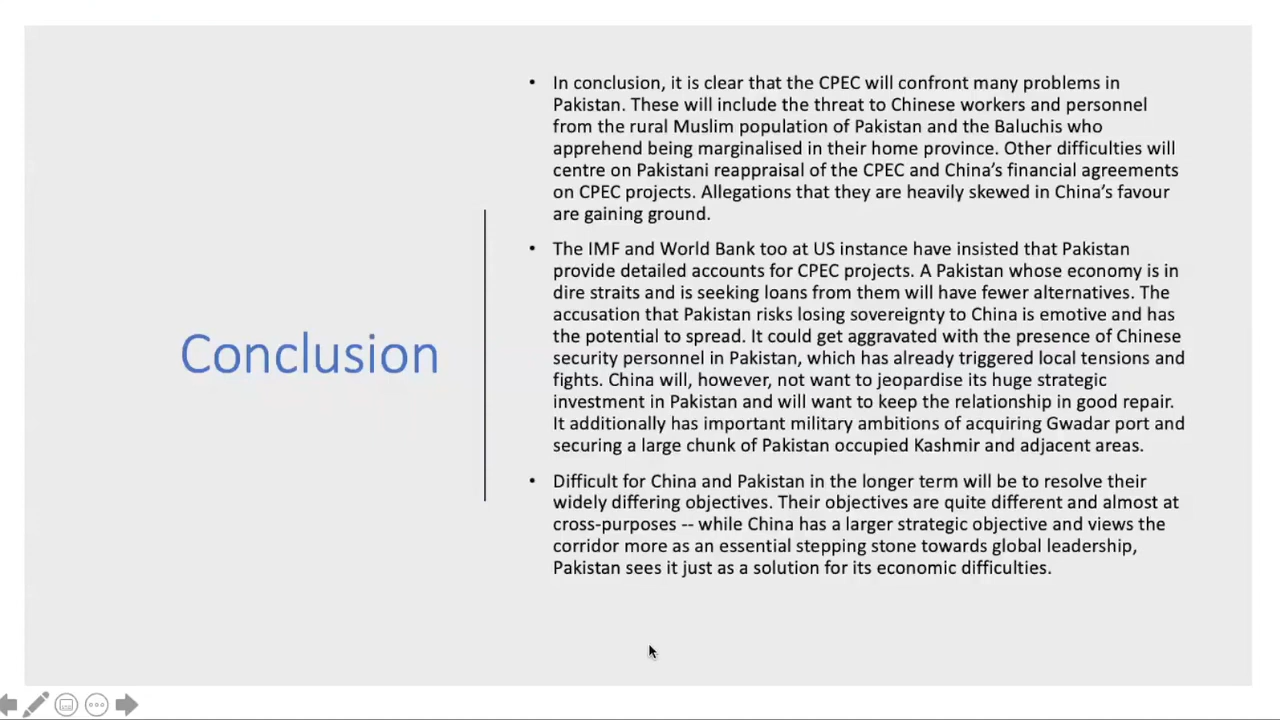 Conclusion
• In conclusion, it is clear that the CPEC will confront many problems in
Pakistan. These will include the threat to Chinese workers and personnel
from the rural Muslim population of Pakistan and the Baluchis who
apprehend being marginalised in their home province. Other difficulties will
centre on Pakistani reappraisal of the CPEC and China’s financial agreements
on CPEC projects. Allegations that they are heavily skewed in China’s favour
are gaining ground.
• The IMF and World Bank too at US instance have insisted that Pakistan
provide detailed accounts for CPEC projects. A Pakistan whose economy is in
dire straits and is seeking loans from them will have fewer alternatives. The
accusation that Pakistan risks losing sovereignty to China is emotive and has
the potential to spread. It could get aggravated with the presence of Chinese
security personnel in Pakistan, which has already triggered local tensions and
fights. China will, however, not want to jeopardise its huge strategic
investment in Pakistan and will want to keep the relationship in good repair.
It additionally has important military ambitions of acquiring Gwadar port and
securing a large chunk of Pakistan occupied Kashmir and adjacent areas.
• Difficult for China and Pakistan in the longer term will be to resolve their
widely differing objectives. Their objectives are quite different and almost at
cross-purposes -- while China has a larger strategic objective and views the
corridor more as an essential stepping stone towards global leadership,
Pakistan sees it just as a solution for its economic difficulties.